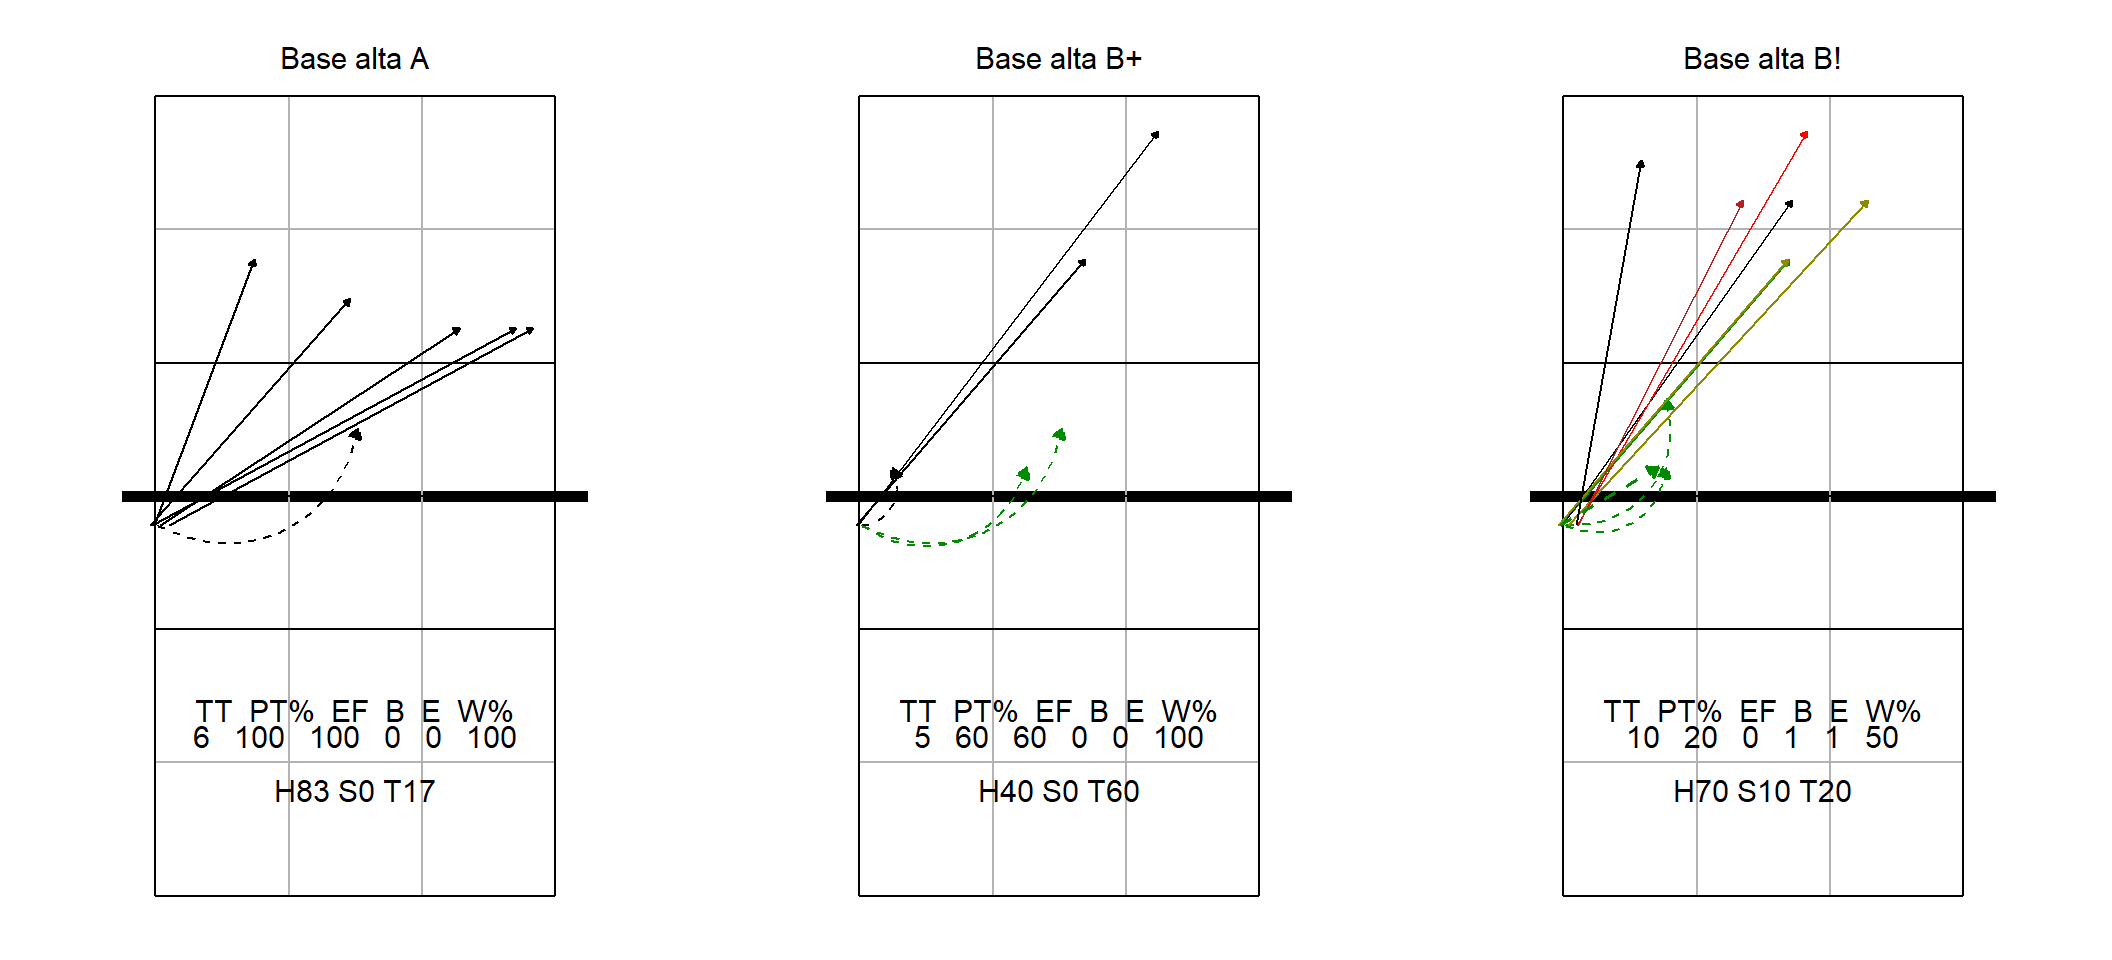 Base alta A
TT PT% EF B E W%
6 100 100 0 0 100
H83 S0 T17
Base alta B+
TT PT% EF B E W%
5 60 60 0 0 100
H40 S0 T60
Base alta B!
TT PT% EF B E W%
10 20 0 1 1 50
H70 S10 T20